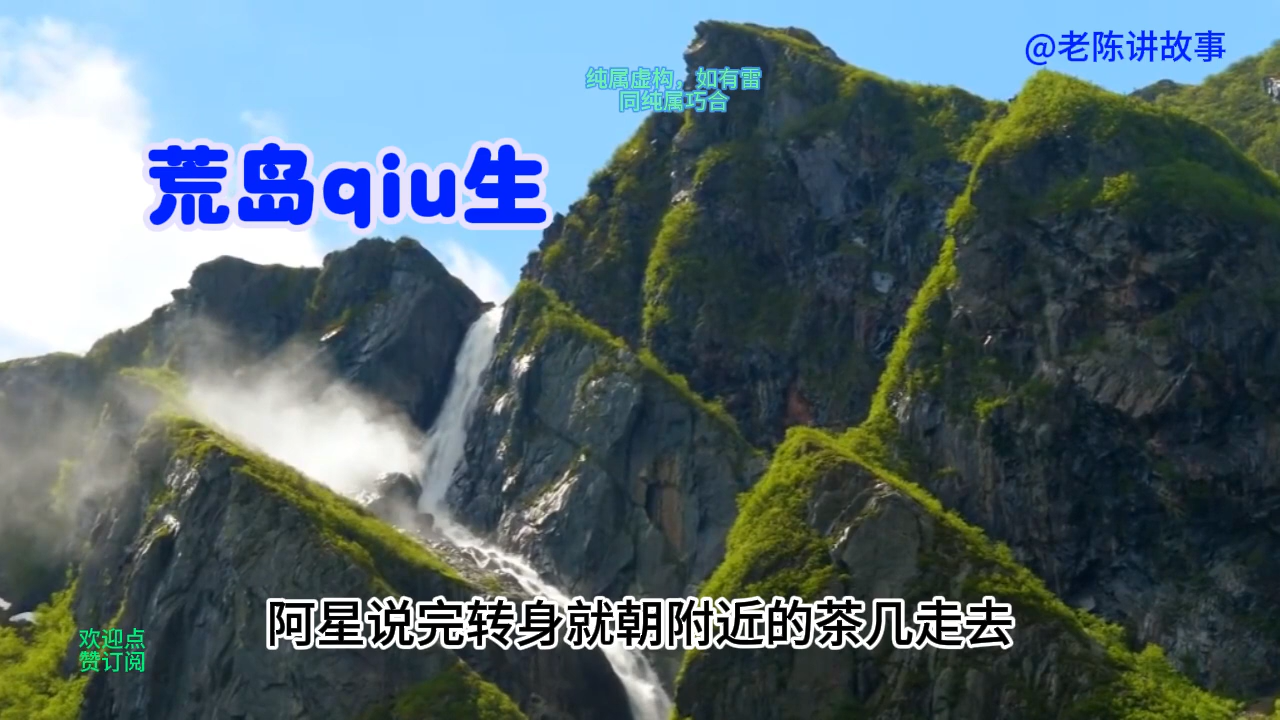 @老陈讲故事
纯属虚构，如有雷
同纯属巧合
荒岛qiu生
阿星说完转身就朝附近的茶几走去
欢迎点
赞订阅